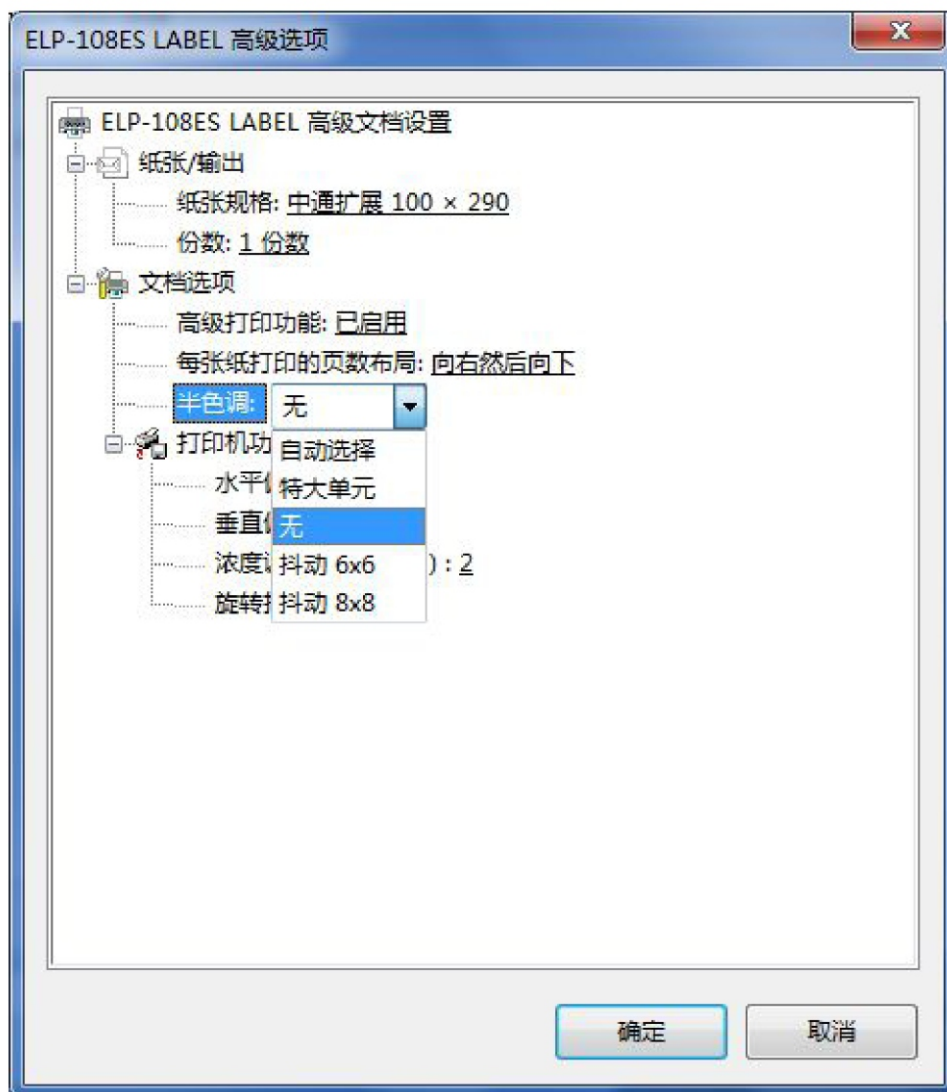 ELP-108ES LABEL 高级选项
ELP-108ES LABEL 高级文档设置
纸张/输出
纸张规格: 中通扩展 100 × 290
份数: 1 份数
文档选项
高级打印功能: 已启用
每张纸打印的页数布局: 向右然后向下
半色调: 无
打印机功
自动选择
水平
特大单元
垂直
无
浓度
抖动 6x6
) : 2
旋转
抖动 8x8
确定
取消